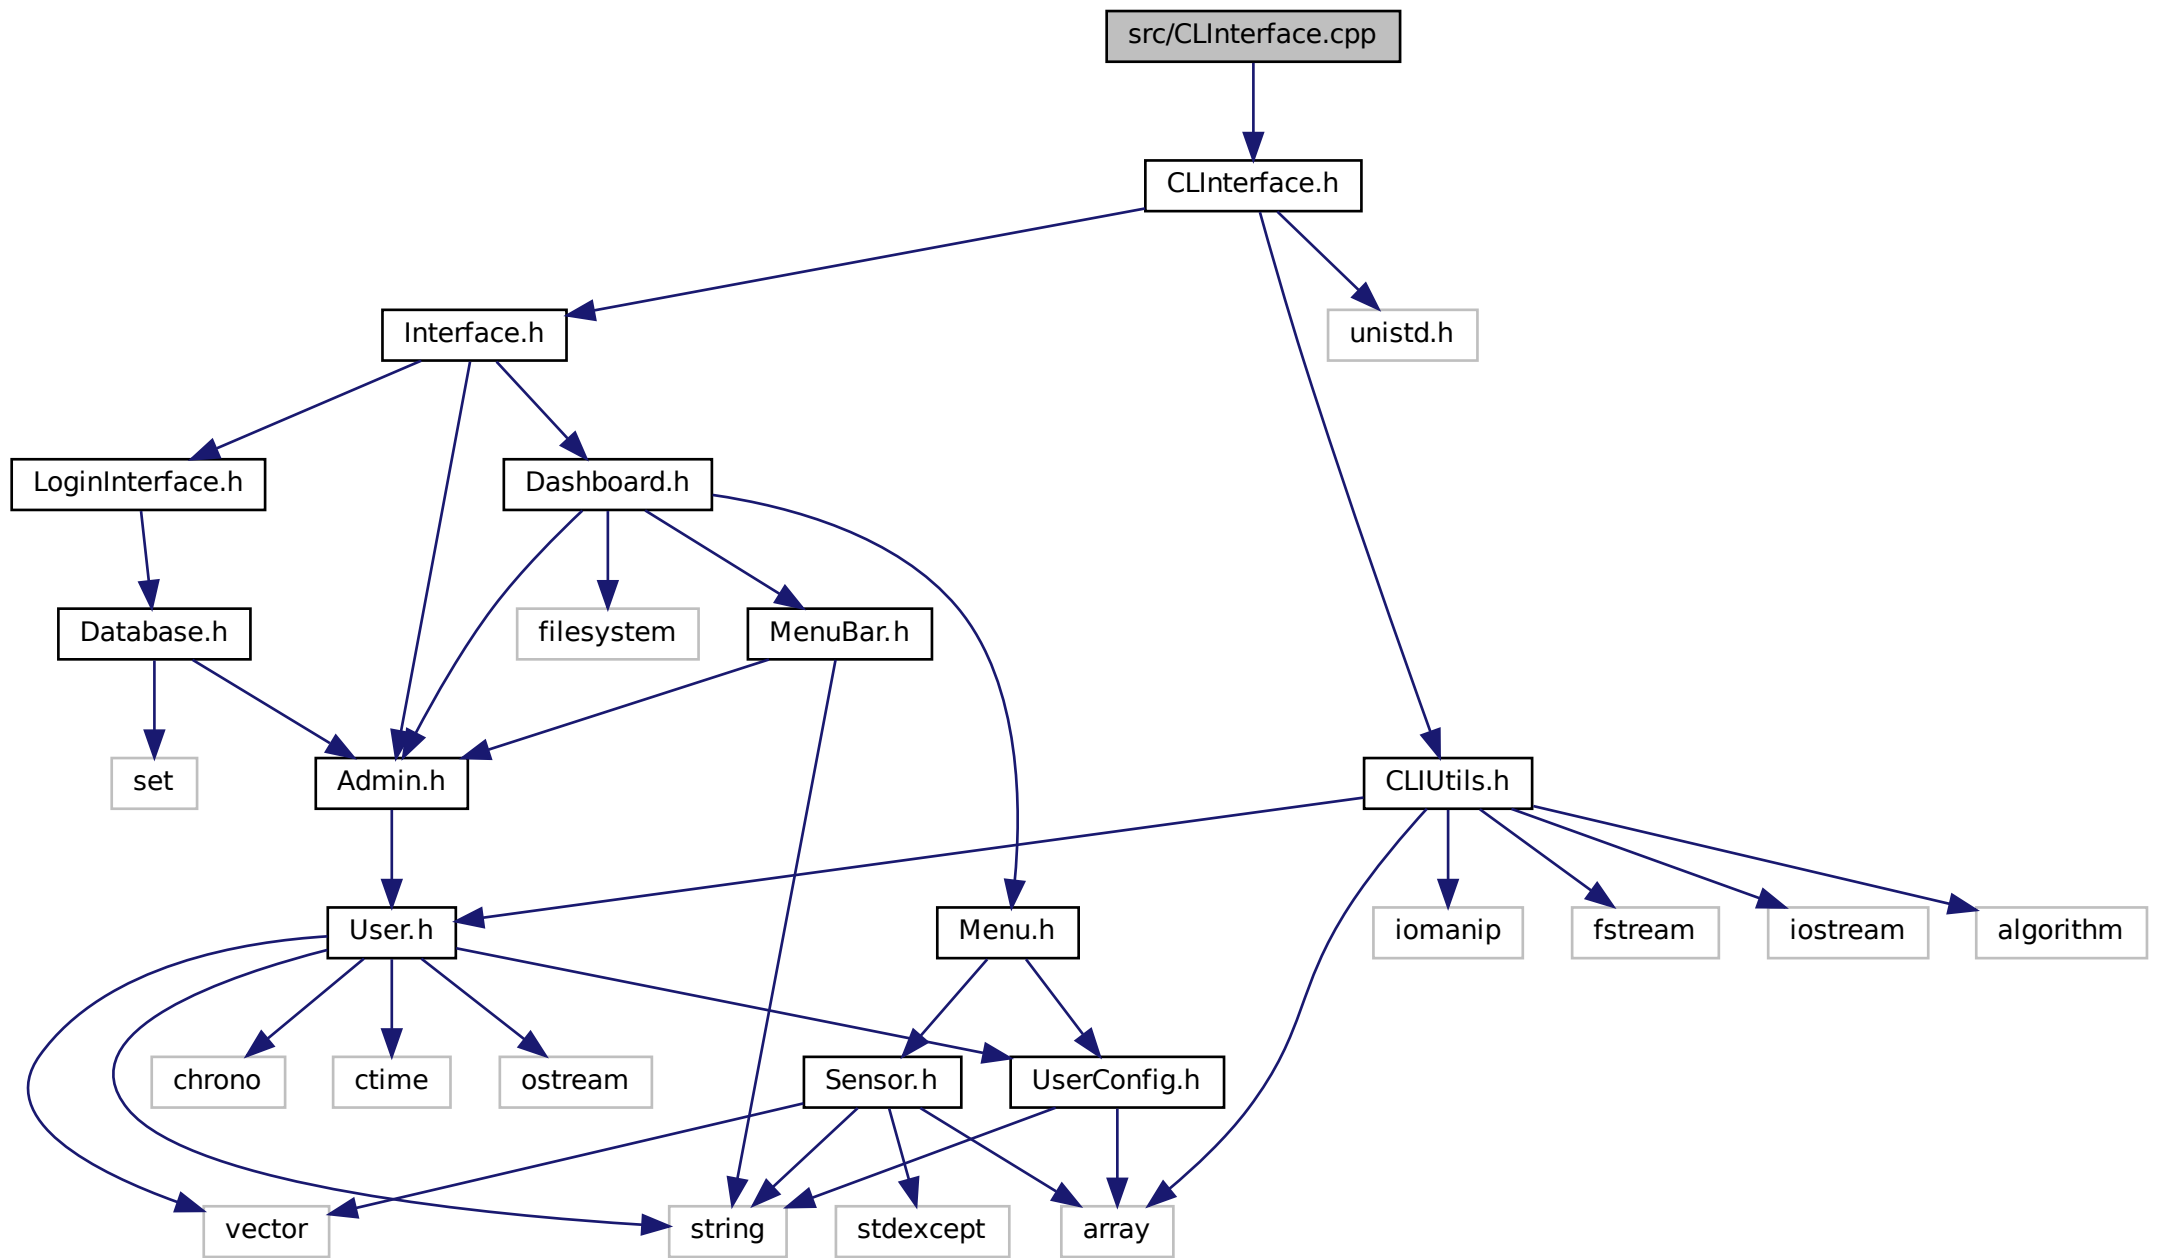 src/CLInterface.cpp
CLInterface.h
Interface.h
unistd.h
LoginInterface.h
Dashboard.h
Database.h
filesystem
MenuBar.h
set
Admin.h
CLIUtils.h
User.h
Menu.h
iomanip
fstream
iostream
algorithm
chrono
ctime
ostream
Sensor.h
UserConfig.h
vector
string
stdexcept
array